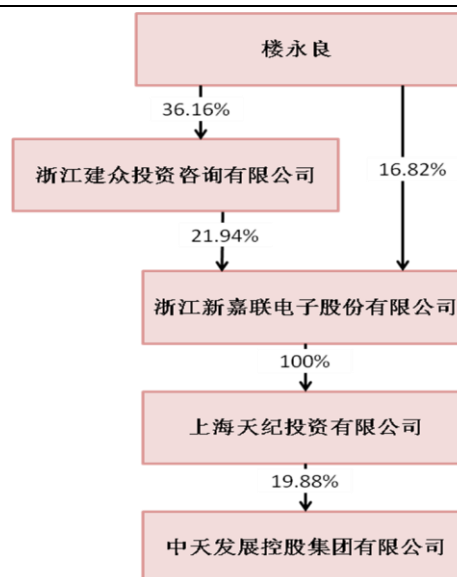 楼永良
36.16%
16.82%
浙江建众投资咨询有限公司
21.94%
浙江新嘉联电子股份有限公司
100%
上海天纪投资有限公司
19.88%
中天发展控股集团有限公司